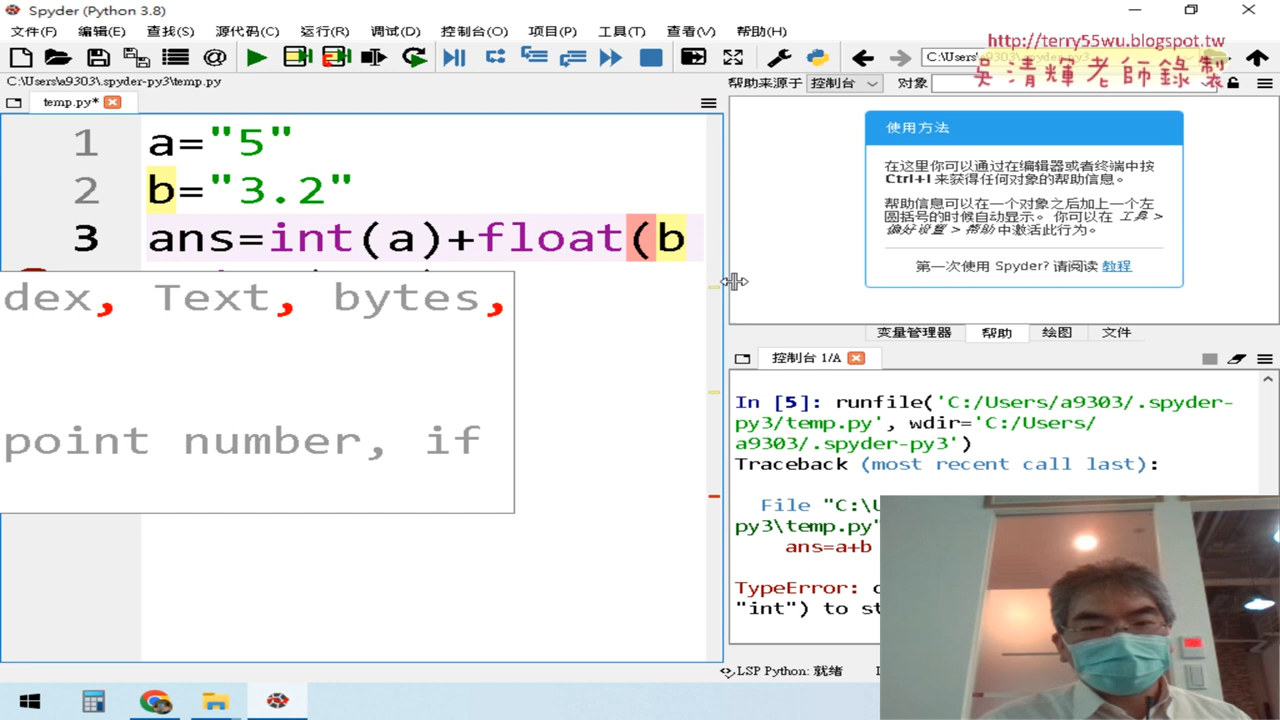 Spyder (Python 3.8)
文件(F) 编辑(E) 查找(S) 源代码(C) 运行(R) 调试(D) 控制台(O) 项目(P) 工具(T) 查看(V) 帮助(H)
http://terry55wu.blogspot.tw
吳清輝老師錄製
C:\Users\a9303\.spyder-py3\temp.py
temp.py*
1 a="5"
2 b="3.2"
3 ans=int(a)+float(b
dex, Text, bytes,
point number, if
帮助来源于 控制台 对象
使用方法
在这里你可以通过在编辑器或者终端中按
Ctrl+I 来获得任何对象的帮助信息。
帮助信息可以在一个对象之后加上一个左
圆括号的时候自动显示。 你可以在 工具 >
偏好设置 > 帮助 中激活此行为。
第一次使用 Spyder? 请阅读 教程
变量管理器 帮助 绘图 文件
控制台 1/A
In [5]: runfile('C:/Users/a9303/.spyder-
py3/temp.py', wdir='C:/Users/
a9303/.spyder-py3')
Traceback (most recent call last):
File "C:\U
py3\temp.py"
ans=a+b
TypeError: c
"int") to st
LSP Python: 就绪